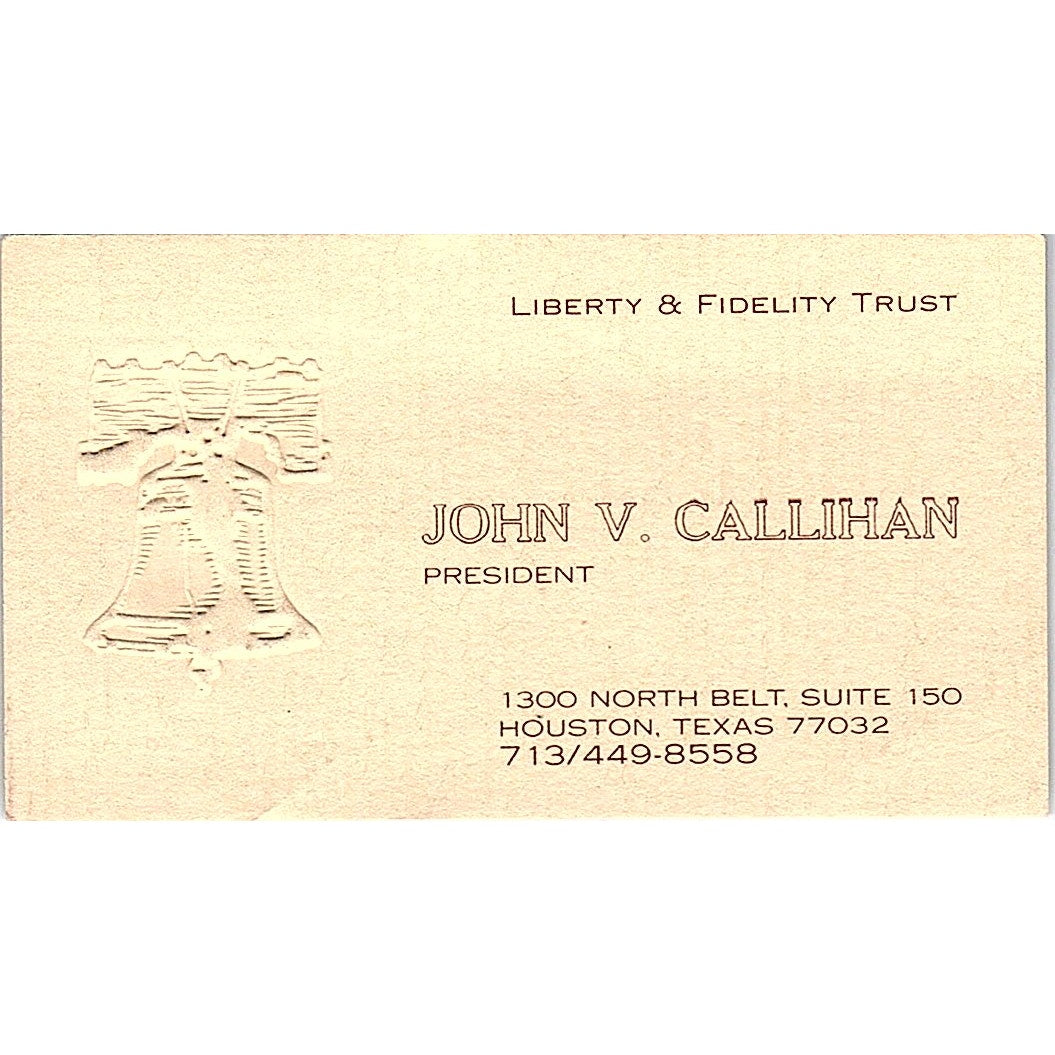 LIBERTY & FIDELITY TRUST
JOHN V. CALLIHAN
PRESIDENT
1300 NORTH BELT, SUITE 150
HOUSTON, TEXAS 77032
713/449-8558